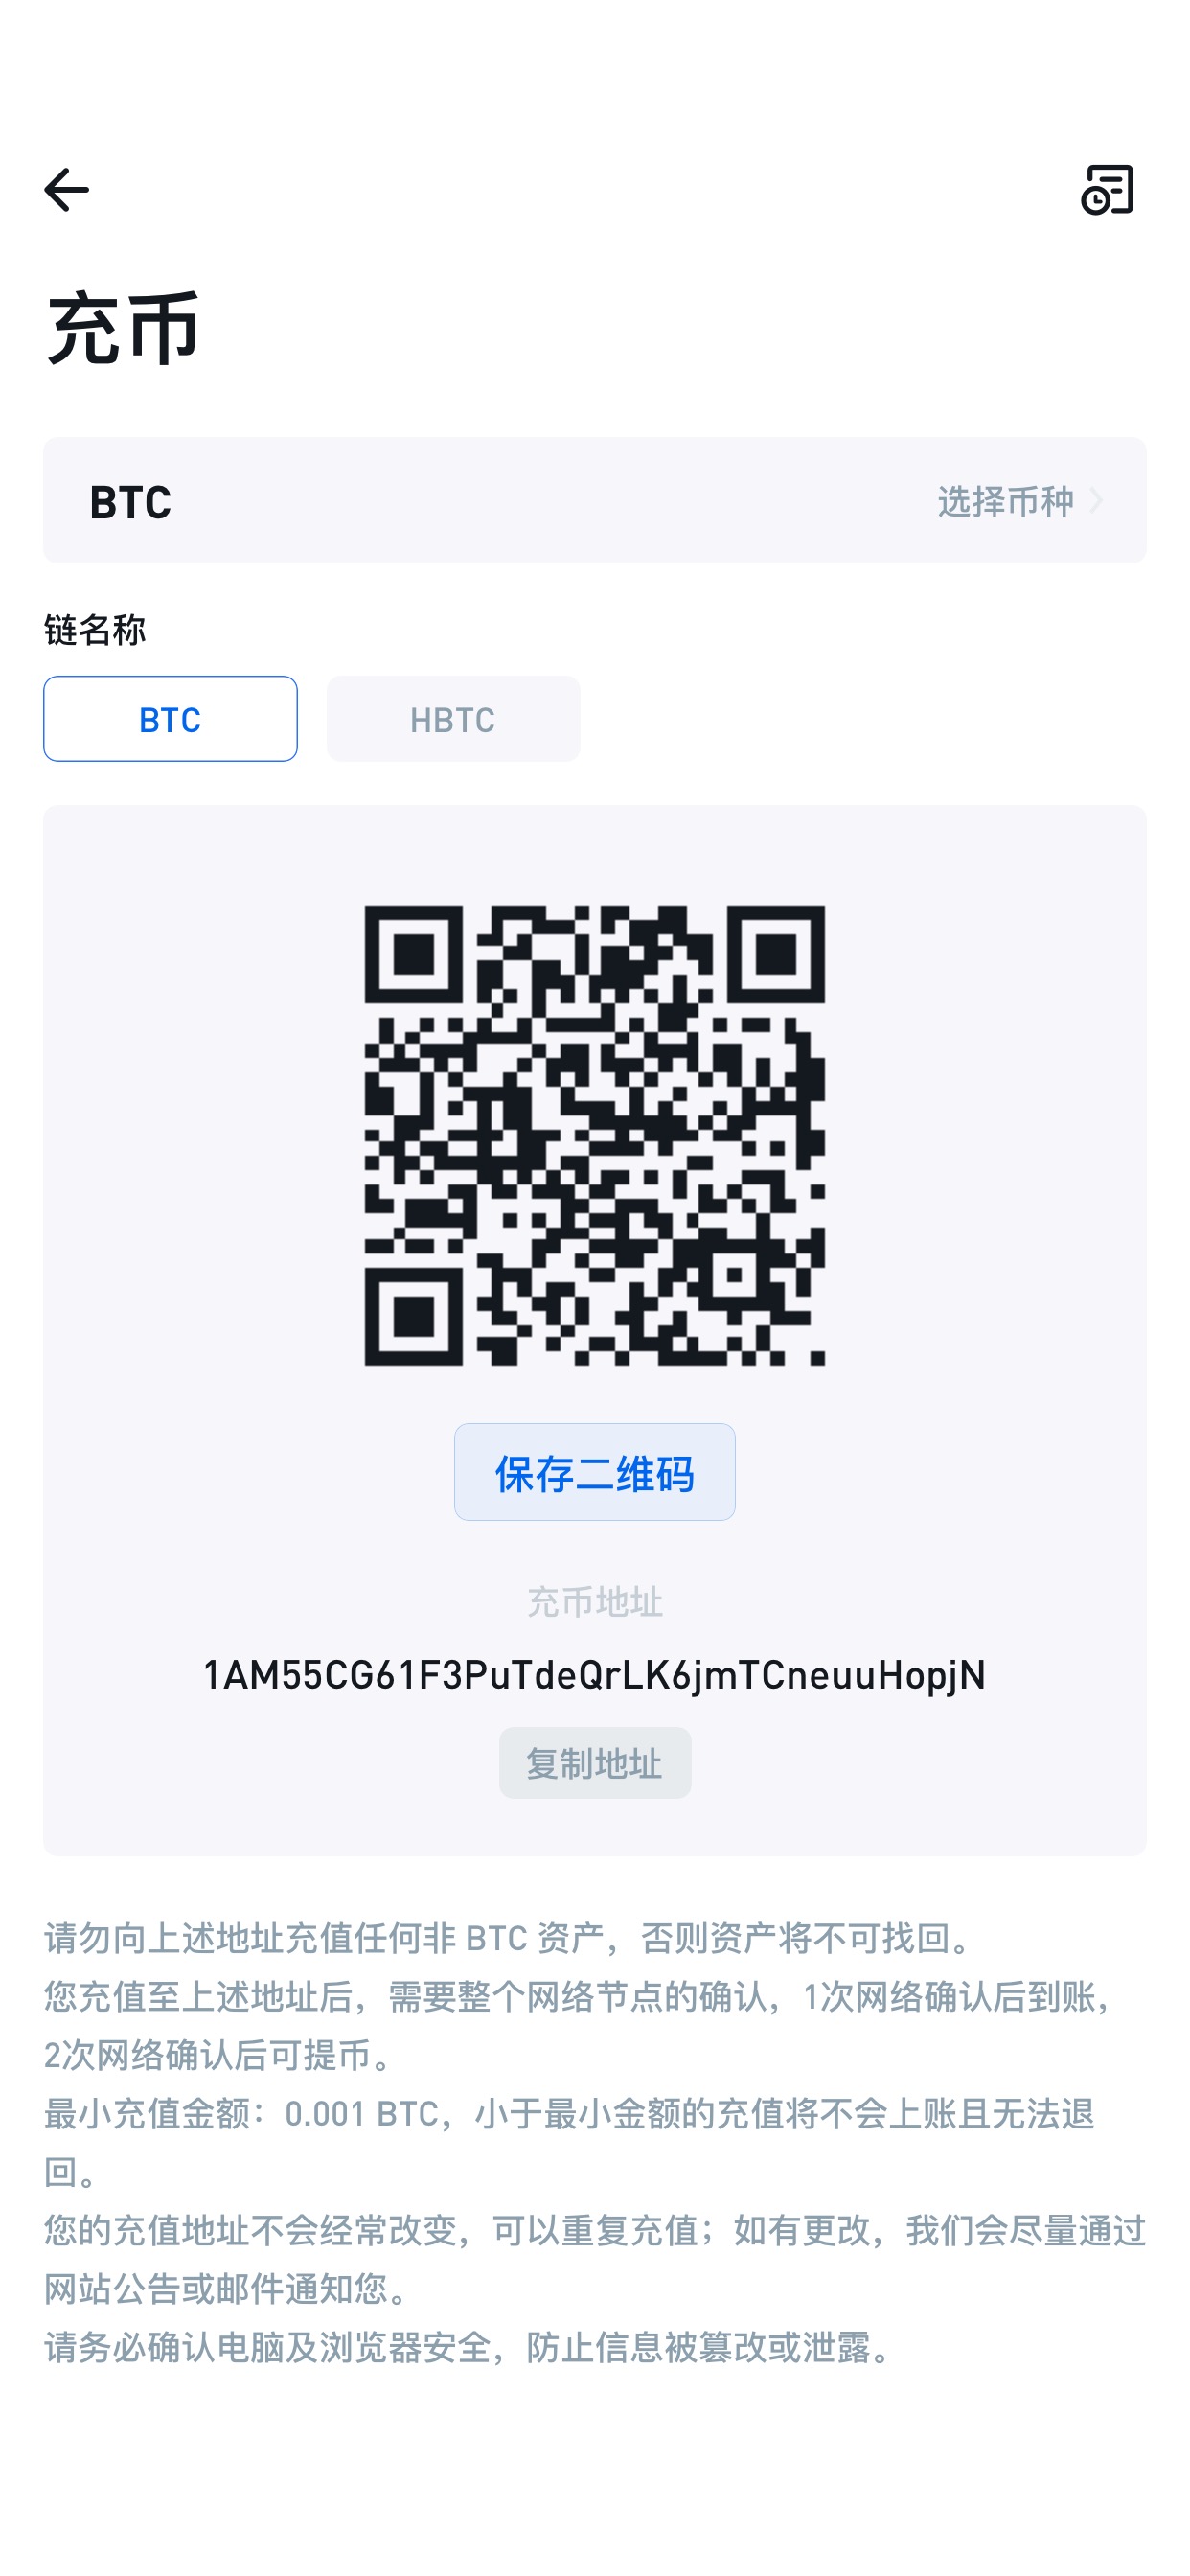 充币
BTC 选择币种
链名称
BTC HBTC
保存二维码
充币地址
1AM55CG61F3PuTdeQrLK6jmTCneuuHopjN
复制地址
请勿向上述地址充值任何非 BTC 资产，否则资产将不可找回。
您充值至上述地址后，需要整个网络节点的确认，1次网络确认后到账，
2次网络确认后可提币。
最小充值金额：0.001 BTC，小于最小金额的充值将不会上账且无法退
回。
您的充值地址不会经常改变，可以重复充值；如有更改，我们会尽量通过
网站公告或邮件通知您。
请务必确认电脑及浏览器安全，防止信息被篡改或泄露。